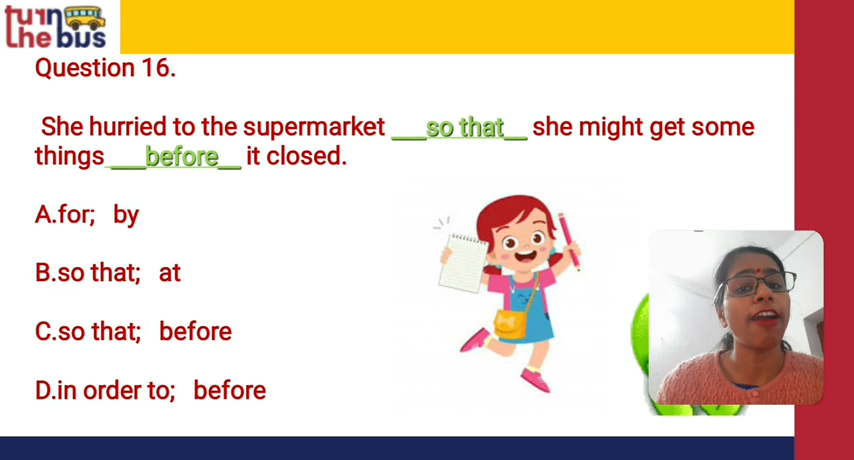 turn
the bus
Question 16.
She hurried to the supermarket ___so that__ she might get some
things ___before__ it closed.
A.for; by
B.so that; at
C.so that; before
D.in order to; before